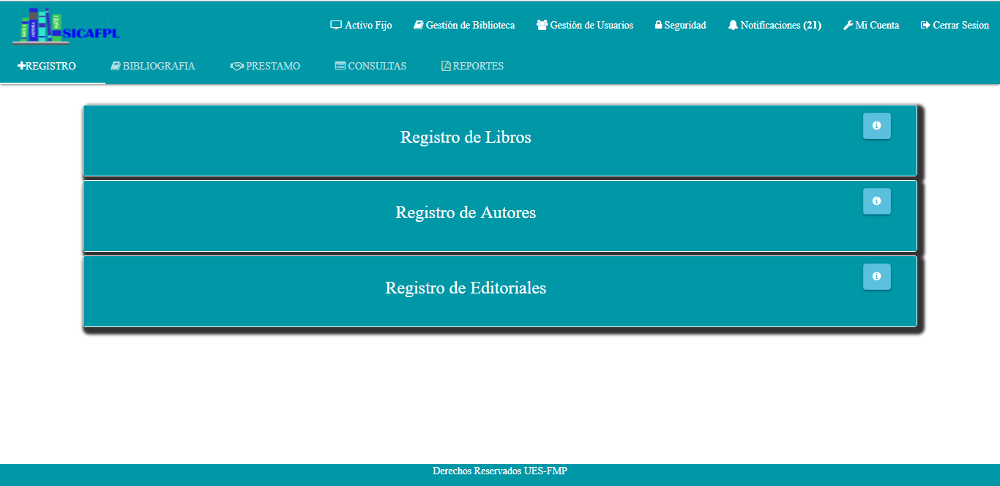 SICAFPL
Activo Fijo Gestión de Biblioteca Gestión de Usuarios Seguridad Notificaciones (21) Mi Cuenta Cerrar Sesion
REGISTRO BIBLIOGRAFIA PRESTAMO CONSULTAS REPORTES
Registro de Libros
Registro de Autores
Registro de Editoriales
Derechos Reservados UES-FMP